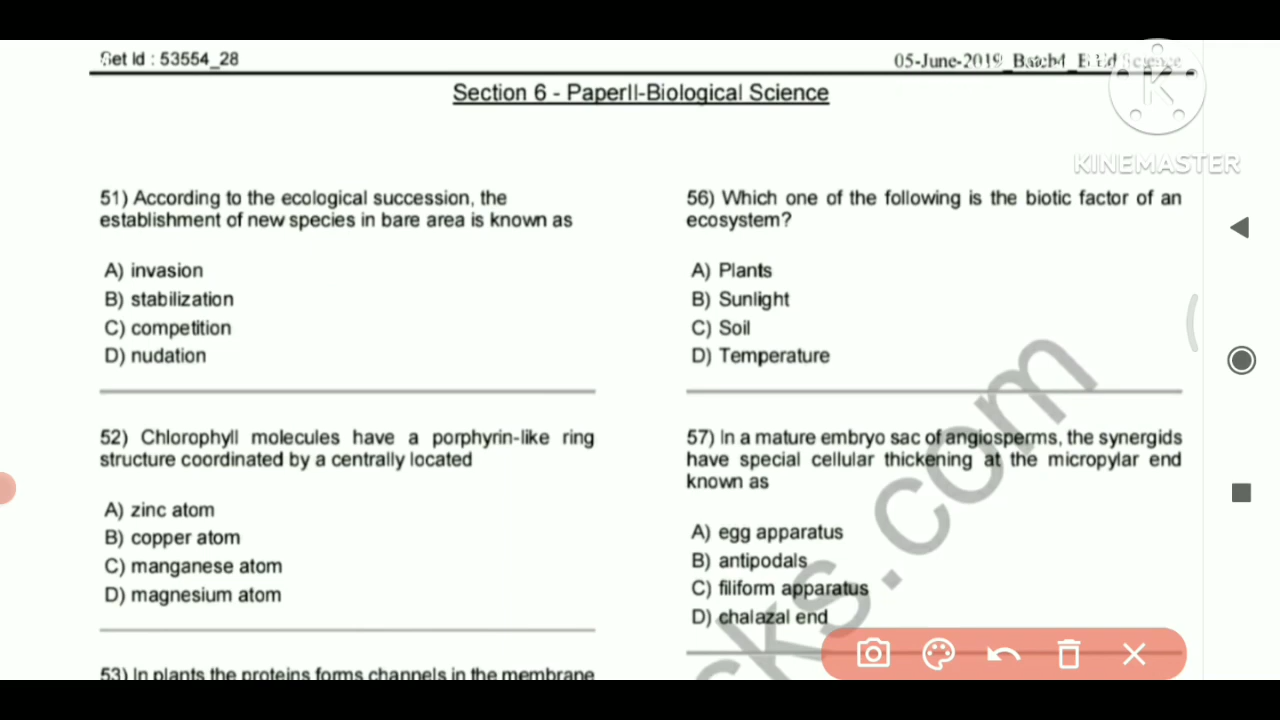 Set Id : 53554_28
05-June-2019_Batch4_B.Ed Science
Section 6 - PaperII-Biological Science
KINEMASTER
51) According to the ecological succession, the
establishment of new species in bare area is known as
A) invasion
B) stabilization
C) competition
D) nudation
52) Chlorophyll molecules have a porphyrin-like ring
structure coordinated by a centrally located
A) zinc atom
B) copper atom
C) manganese atom
D) magnesium atom
53) In plants the proteins forms channels in the membrane
56) Which one of the following is the biotic factor of an
ecosystem?
A) Plants
B) Sunlight
C) Soil
D) Temperature
57) In a mature embryo sac of angiosperms, the synergids
have special cellular thickening at the micropylar end
known as
A) egg apparatus
B) antipodals
C) filiform apparatus
D) chalazal end
cks.com